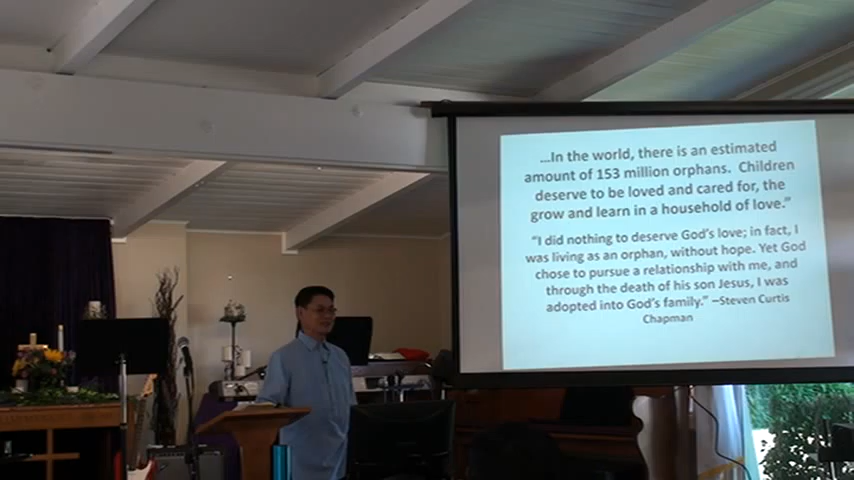 ...In the world, there is an estimated
amount of 153 million orphans. Children
deserve to be loved and cared for, the
grow and learn in a household of love."
"I did nothing to deserve God's love; in fact, I
was living as an orphan, without hope. Yet God
chose to pursue a relationship with me, and
through the death of his son Jesus, I was
adopted into God's family." –Steven Curtis
Chapman